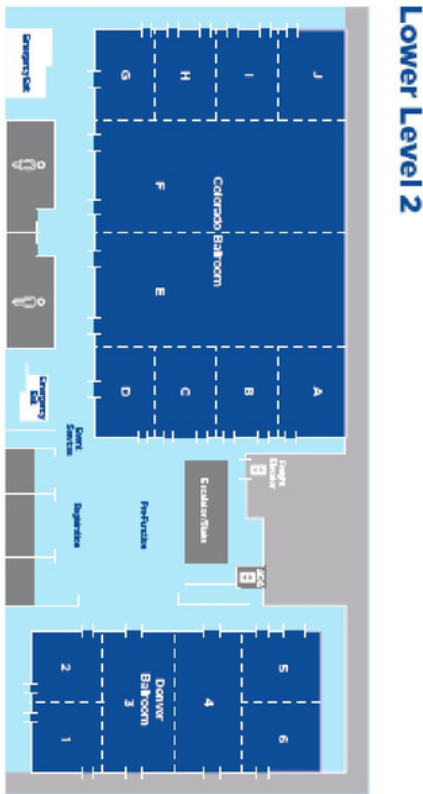 Lower Level 2
J
I
H
G
Colorado Ballroom
F
E
A
B
C
D
Emergency Exit
Emergency
Exit
Event
Services
Registration
Pre-Function
Escalator/Stairs
Freight
Elevator
ADA
5
6
4
Denver
Ballroom
3
2
1